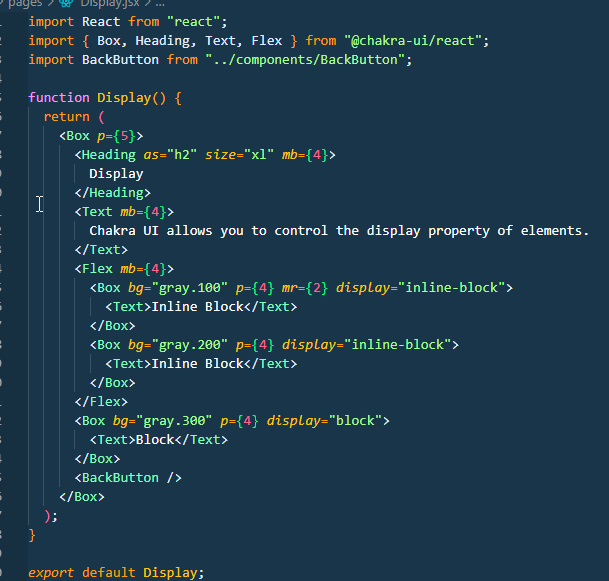 pages > Display.jsx > ...
import React from "react";
import { Box, Heading, Text, Flex } from "@chakra-ui/react";
import BackButton from "../components/BackButton";
function Display() {
  return (
    <Box p={5}>
      <Heading as="h2" size="xl" mb={4}>
        Display
      </Heading>
      <Text mb={4}>
        Chakra UI allows you to control the display property of elements.
      </Text>
      <Flex mb={4}>
        <Box bg="gray.100" p={4} mr={2} display="inline-block">
          <Text>Inline Block</Text>
        </Box>
        <Box bg="gray.200" p={4} display="inline-block">
          <Text>Inline Block</Text>
        </Box>
      </Flex>
      <Box bg="gray.300" p={4} display="block">
        <Text>Block</Text>
      </Box>
      <BackButton />
    </Box>
  );
}
export default Display;